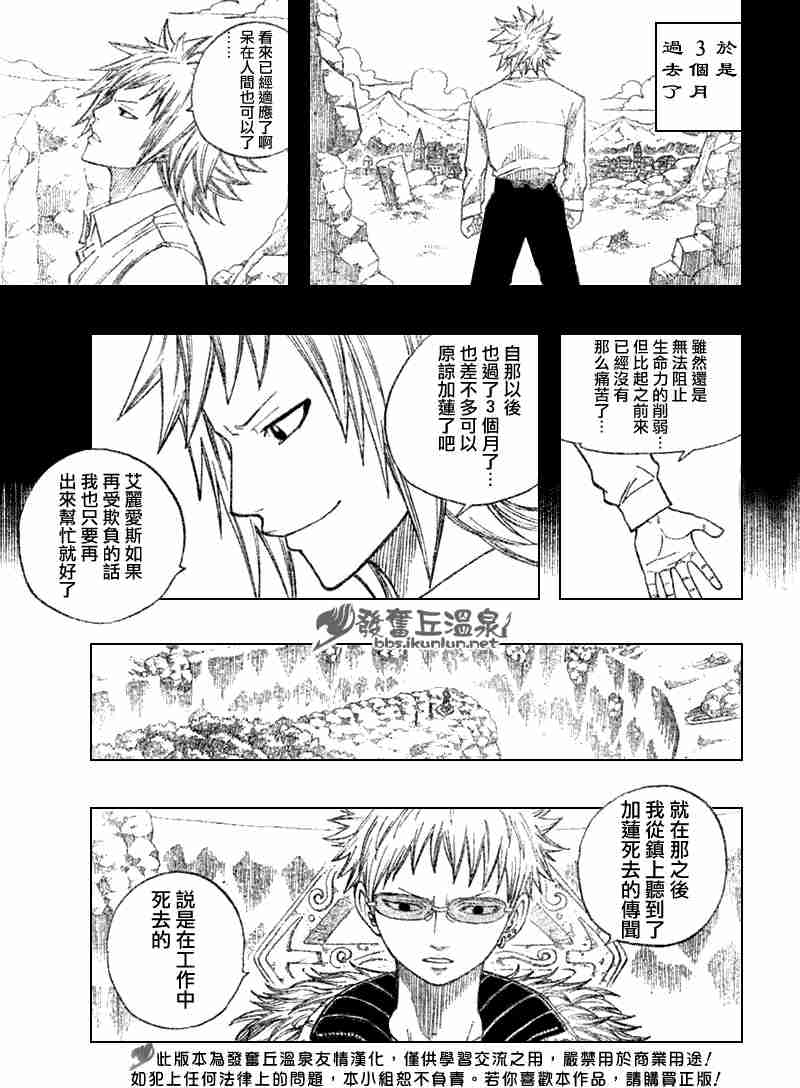 於是
3個月
過去了
看來已經適應了啊
呆在人間也可以了
……
雖然還是
無法阻止
生命力的削弱…
但比起之前來
已經沒有
那么痛苦了…
自那以後
也過了3個月了…
也差不多可以
原諒加蓮了吧
艾麗愛斯如果
再受欺負的話
我也只要再
出來幫忙就好了
發奮丘溫泉
bbs.ikunlun.net
就在那之後
我從鎮上聽到了
加蓮死去的傳聞
說是在工作中
死去的
此版本為發奮丘溫泉友情漢化，僅供學習交流之用，嚴禁用於商業用途！
如犯上任何法律上的問題，本小組恕不負責。若你喜歡本作品，請購買正版！